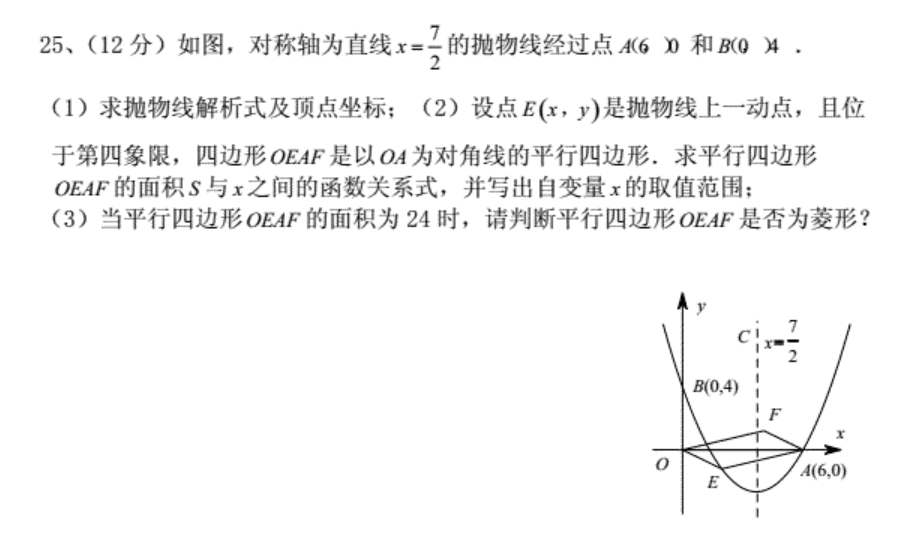 25、（12 分）如图，对称轴为直线 x=7/2 的抛物线经过点 A(6 )0 和 B(0 )4 ．
（1）求抛物线解析式及顶点坐标；（2）设点 E(x，y)是抛物线上一动点，且位
于第四象限，四边形 OEAF 是以 OA 为对角线的平行四边形．求平行四边形
OEAF 的面积 S 与 x 之间的函数关系式，并写出自变量 x 的取值范围；
（3）当平行四边形 OEAF 的面积为 24 时，请判断平行四边形 OEAF 是否为菱形？
y
C x=7/2
B(0,4)
F
x
O
E
A(6,0)